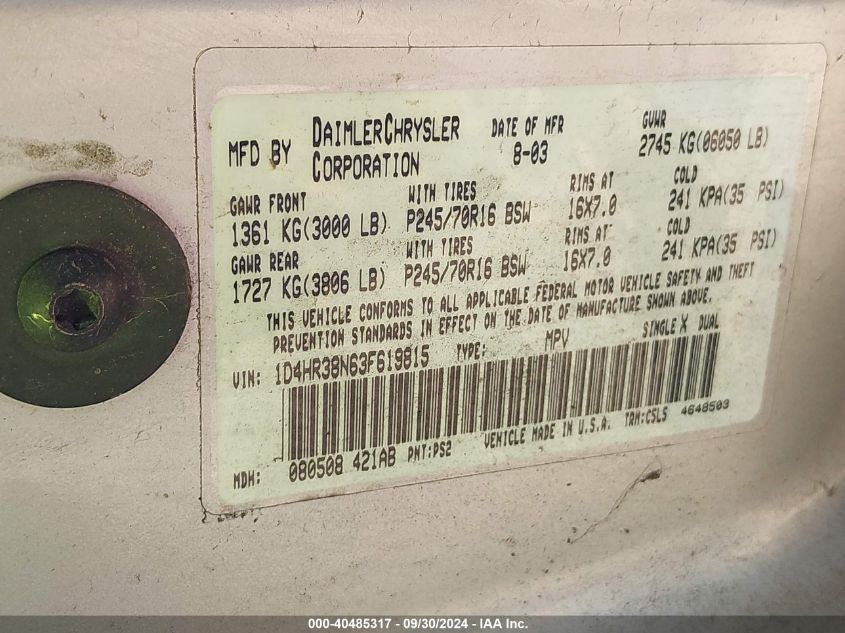 MFD BY DAIMLERCHRYSLER CORPORATION DATE OF MFR 8-03 GVWR 2745 KG(06050 LB)
GAWR FRONT WITH TIRES RIMS AT COLD
1361 KG(3000 LB) P245/70R16 BSW 16X7.0 241 KPA(35 PSI)
GAWR REAR WITH TIRES RIMS AT COLD
1727 KG(3806 LB) P245/70R16 BSW 16X7.0 241 KPA(35 PSI)
THIS VEHICLE CONFORMS TO ALL APPLICABLE FEDERAL MOTOR VEHICLE SAFETY AND THEFT
PREVENTION STANDARDS IN EFFECT ON THE DATE OF MANUFACTURE SHOWN ABOVE.
VIN: 1D4HR38N63F619815 TYPE: MPV SINGLE X DUAL
MDH: 080508 421AB PNT:PS2 VEHICLE MADE IN U.S.A. TRM:CSL5 4648503
000-40485317 - 09/30/2024 - IAA Inc.